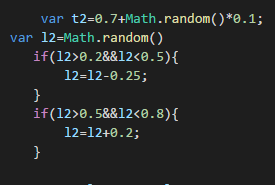 var t2=0.7+Math.random()*0.1;
var l2=Math.random()
if(l2>0.2&&l2<0.5){
l2=l2-0.25;
}
if(l2>0.5&&l2<0.8){
l2=l2+0.2;
}